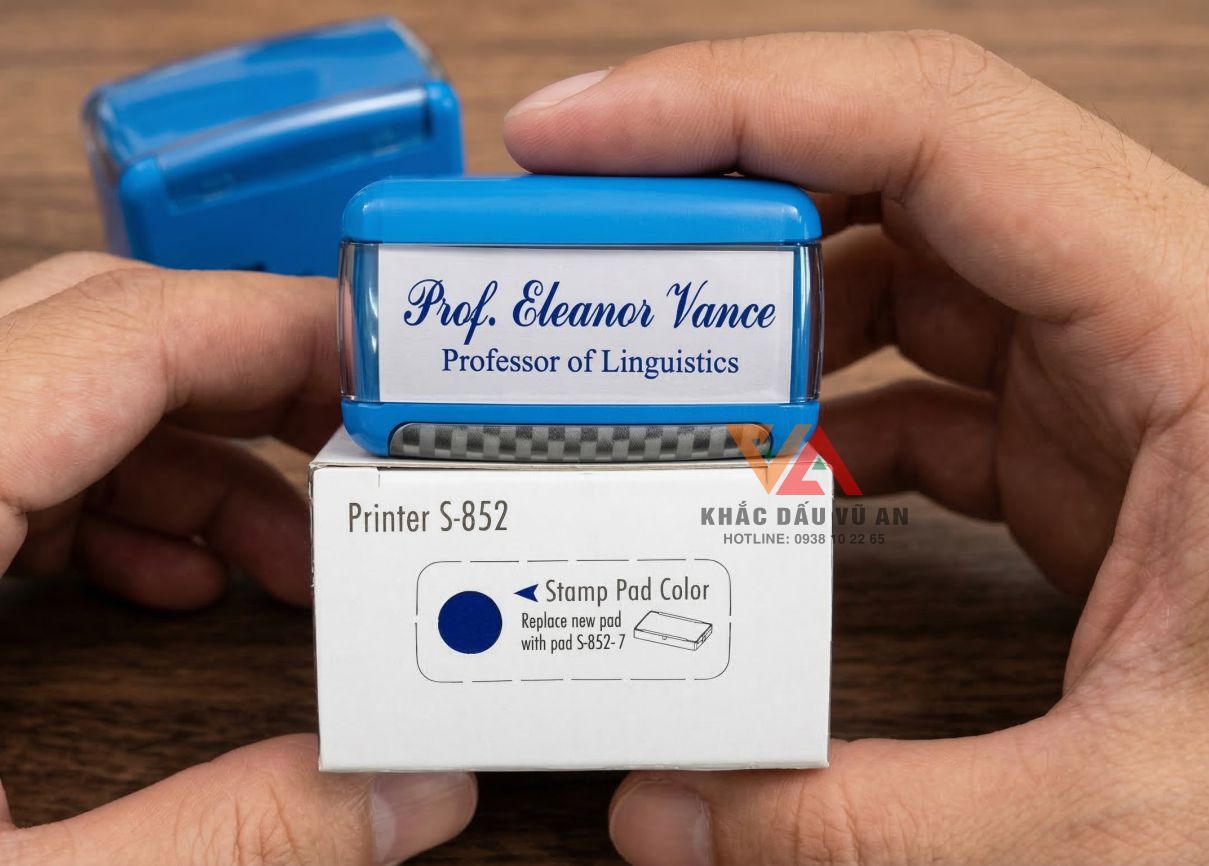 Prof. Eleanor Vance
Professor of Linguistics
Printer S-852
Stamp Pad Color
Replace new pad
with pad S-852-7
KHẮC DẤU VŨ AN
HOTLINE: 0938 10 22 65